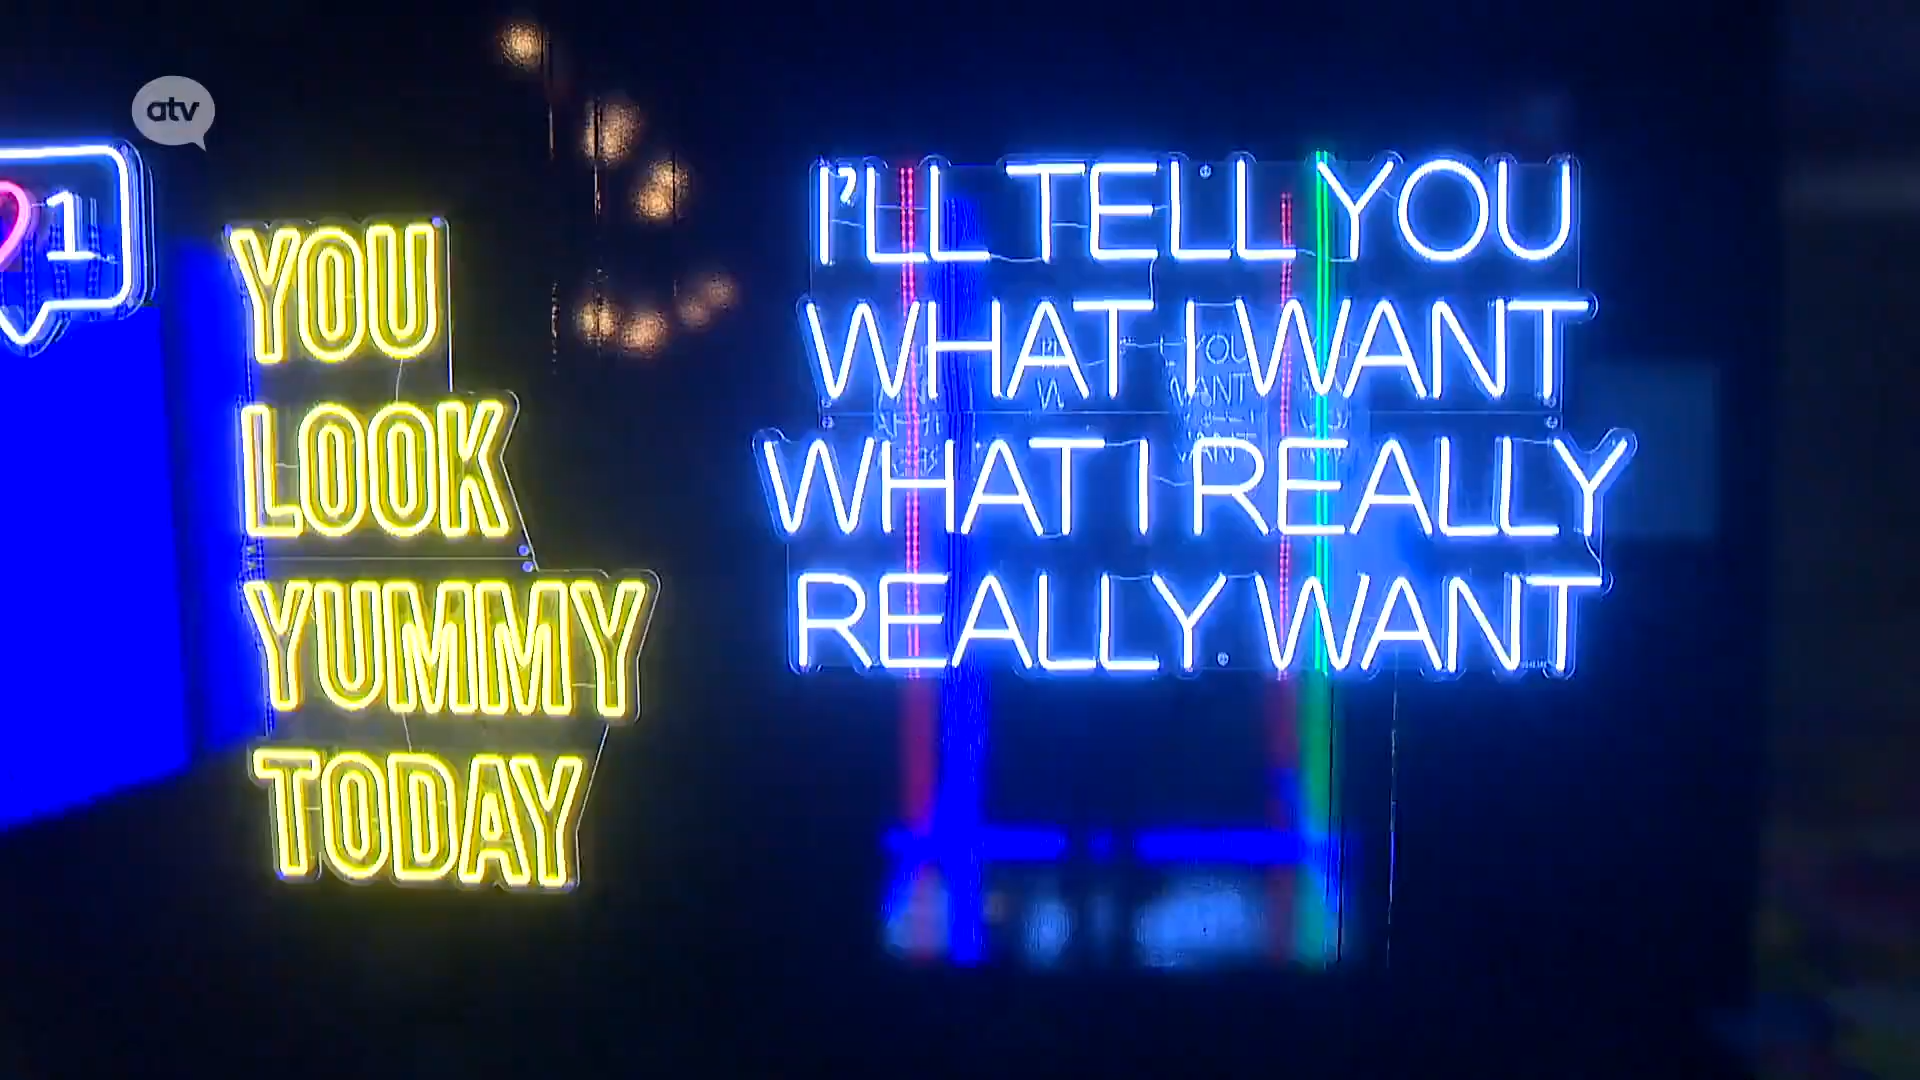 atv
1
YOU
LOOK
YUMMY
TODAY
I'LL TELL YOU
WHAT I WANT
WHAT I REALLY
REALLY WANT